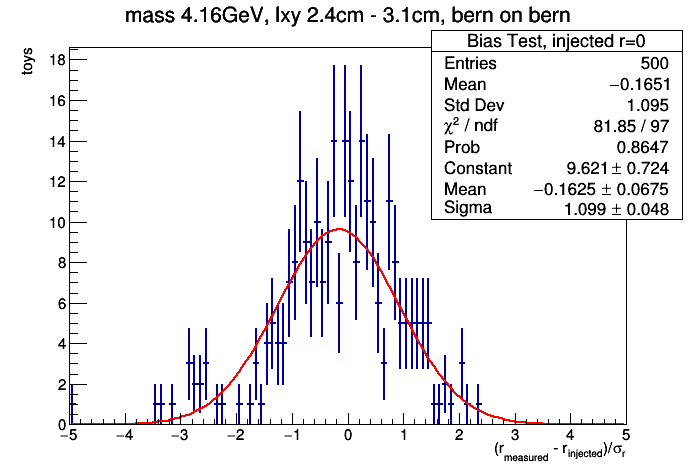 mass 4.16GeV, lxy 2.4cm - 3.1cm, bern on bern
Bias Test, injected r=0
Entries 500
Mean −0.1651
Std Dev 1.095
χ² / ndf 81.85 / 97
Prob 0.8647
Constant 9.621 ± 0.724
Mean −0.1625 ± 0.0675
Sigma 1.099 ± 0.048
toys
18
16
14
12
10
8
6
4
2
0
−5 −4 −3 −2 −1 0 1 2 3 4 5
(r_measured - r_injected)/σ_r